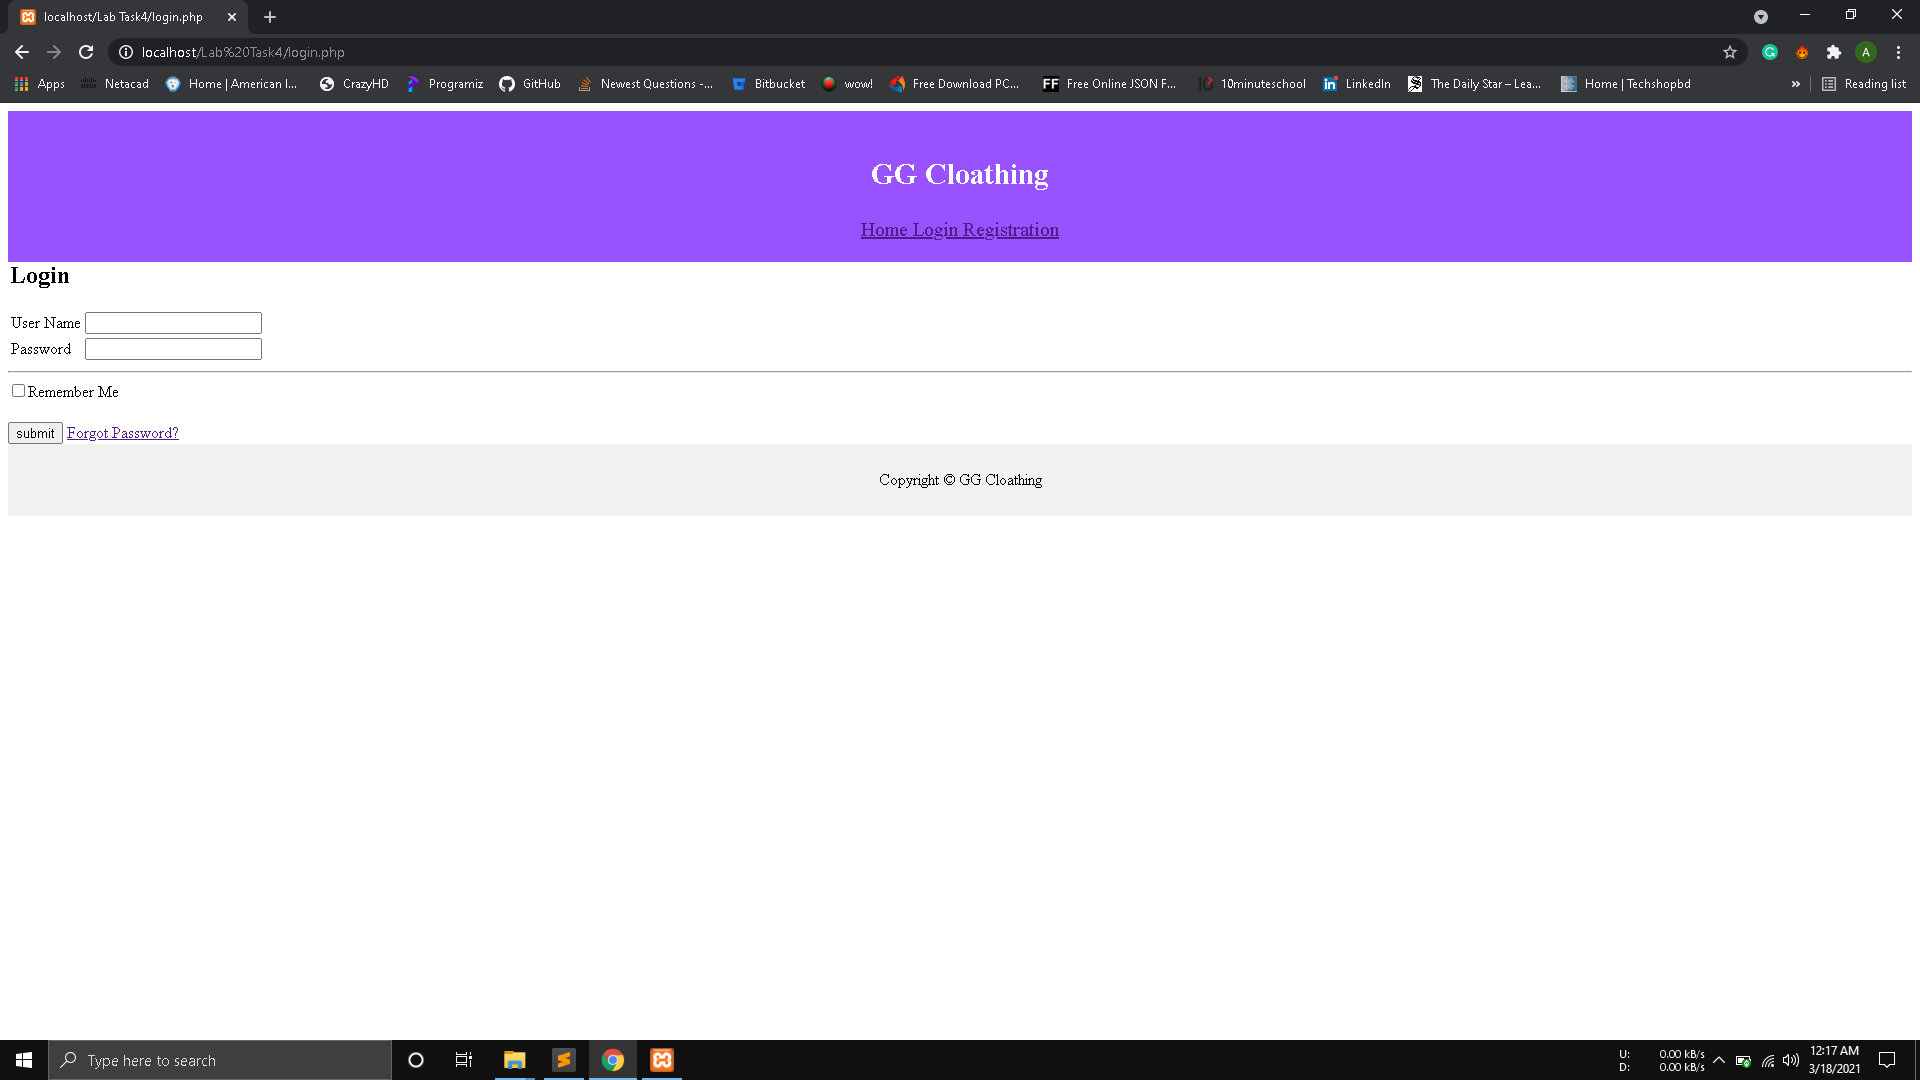 localhost/Lab Task4/login.php
localhost/Lab%20Task4/login.php
A
Apps Netacad Home | American I... CrazyHD Programiz GitHub Newest Questions -... Bitbucket wow! Free Download PC... FF Free Online JSON F... 10 10minuteschool in LinkedIn The Daily Star – Lea... Home | Techshopbd » Reading list
GG Cloathing
Home Login Registration
Login
User Name
Password
Remember Me
submit Forgot Password?
Copyright © GG Cloathing
Type here to search
U: 0.00 kB/s
D: 0.00 kB/s
12:17 AM
3/18/2021